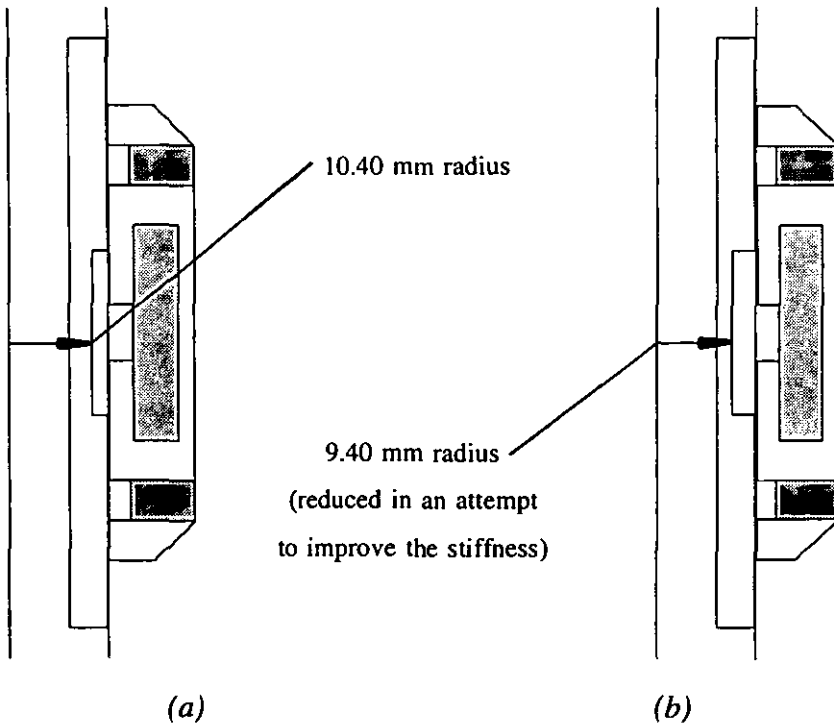 10.40 mm radius
9.40 mm radius
(reduced in an attempt
to improve the stiffness)
(a)
(b)